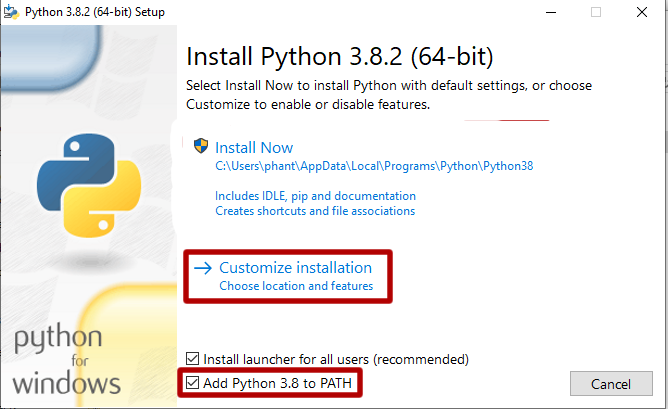 Python 3.8.2 (64-bit) Setup
Install Python 3.8.2 (64-bit)
Select Install Now to install Python with default settings, or choose
Customize to enable or disable features.
Install Now
C:\Users\phant\AppData\Local\Programs\Python\Python38
Includes IDLE, pip and documentation
Creates shortcuts and file associations
Customize installation
Choose location and features
python
for
windows
Install launcher for all users (recommended)
Add Python 3.8 to PATH
Cancel